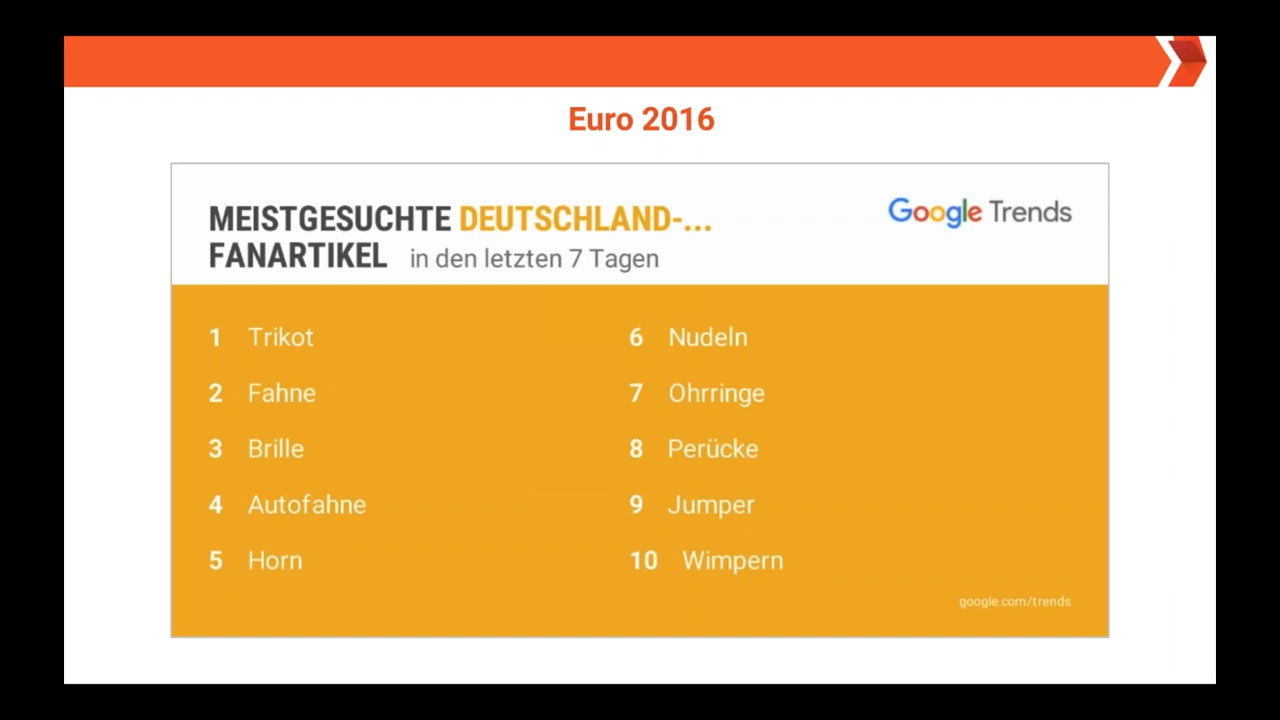 Euro 2016
MEISTGESUCHTE DEUTSCHLAND-...
FANARTIKEL in den letzten 7 Tagen
Google Trends
1 Trikot
2 Fahne
3 Brille
4 Autofahne
5 Horn
6 Nudeln
7 Ohrringe
8 Perücke
9 Jumper
10 Wimpern
google.com/trends